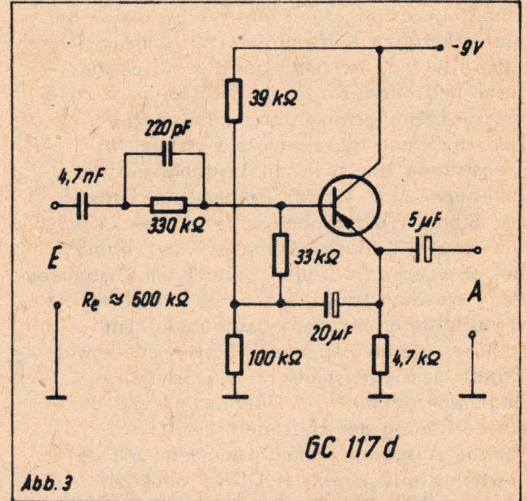 -9V
39 kΩ
220 pF
4,7 nF
330 kΩ
5 µF
33 kΩ
E
A
Re ≈ 600 kΩ
20 µF
100 kΩ
4,7 kΩ
GC 117 d
Abb. 3